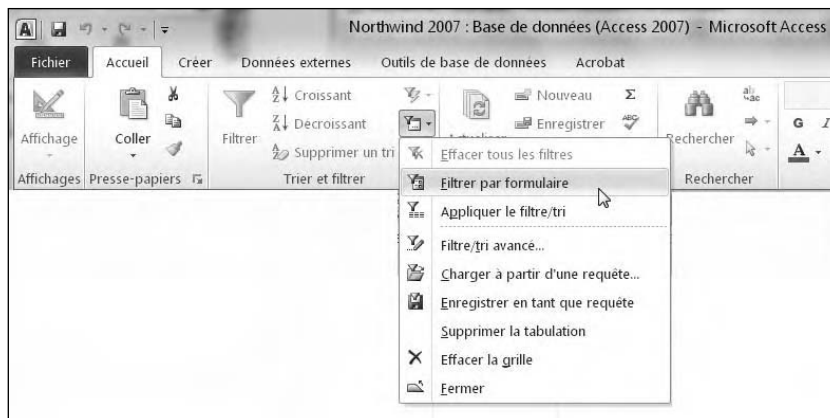 Northwind 2007 : Base de données (Access 2007) - Microsoft Access
Fichier Accueil Créer Données externes Outils de base de données Acrobat
Affichage
Coller
Filtrer
Croissant
Décroissant
Supprimer un tri
Nouveau
Enregistrer
Rechercher
G I
A
Affichages Presse-papiers Trier et filtrer Rechercher
Effacer tous les filtres
Filtrer par formulaire
Appliquer le filtre/tri
Filtre/tri avancé...
Charger à partir d'une requête...
Enregistrer en tant que requête
Supprimer la tabulation
Effacer la grille
Fermer